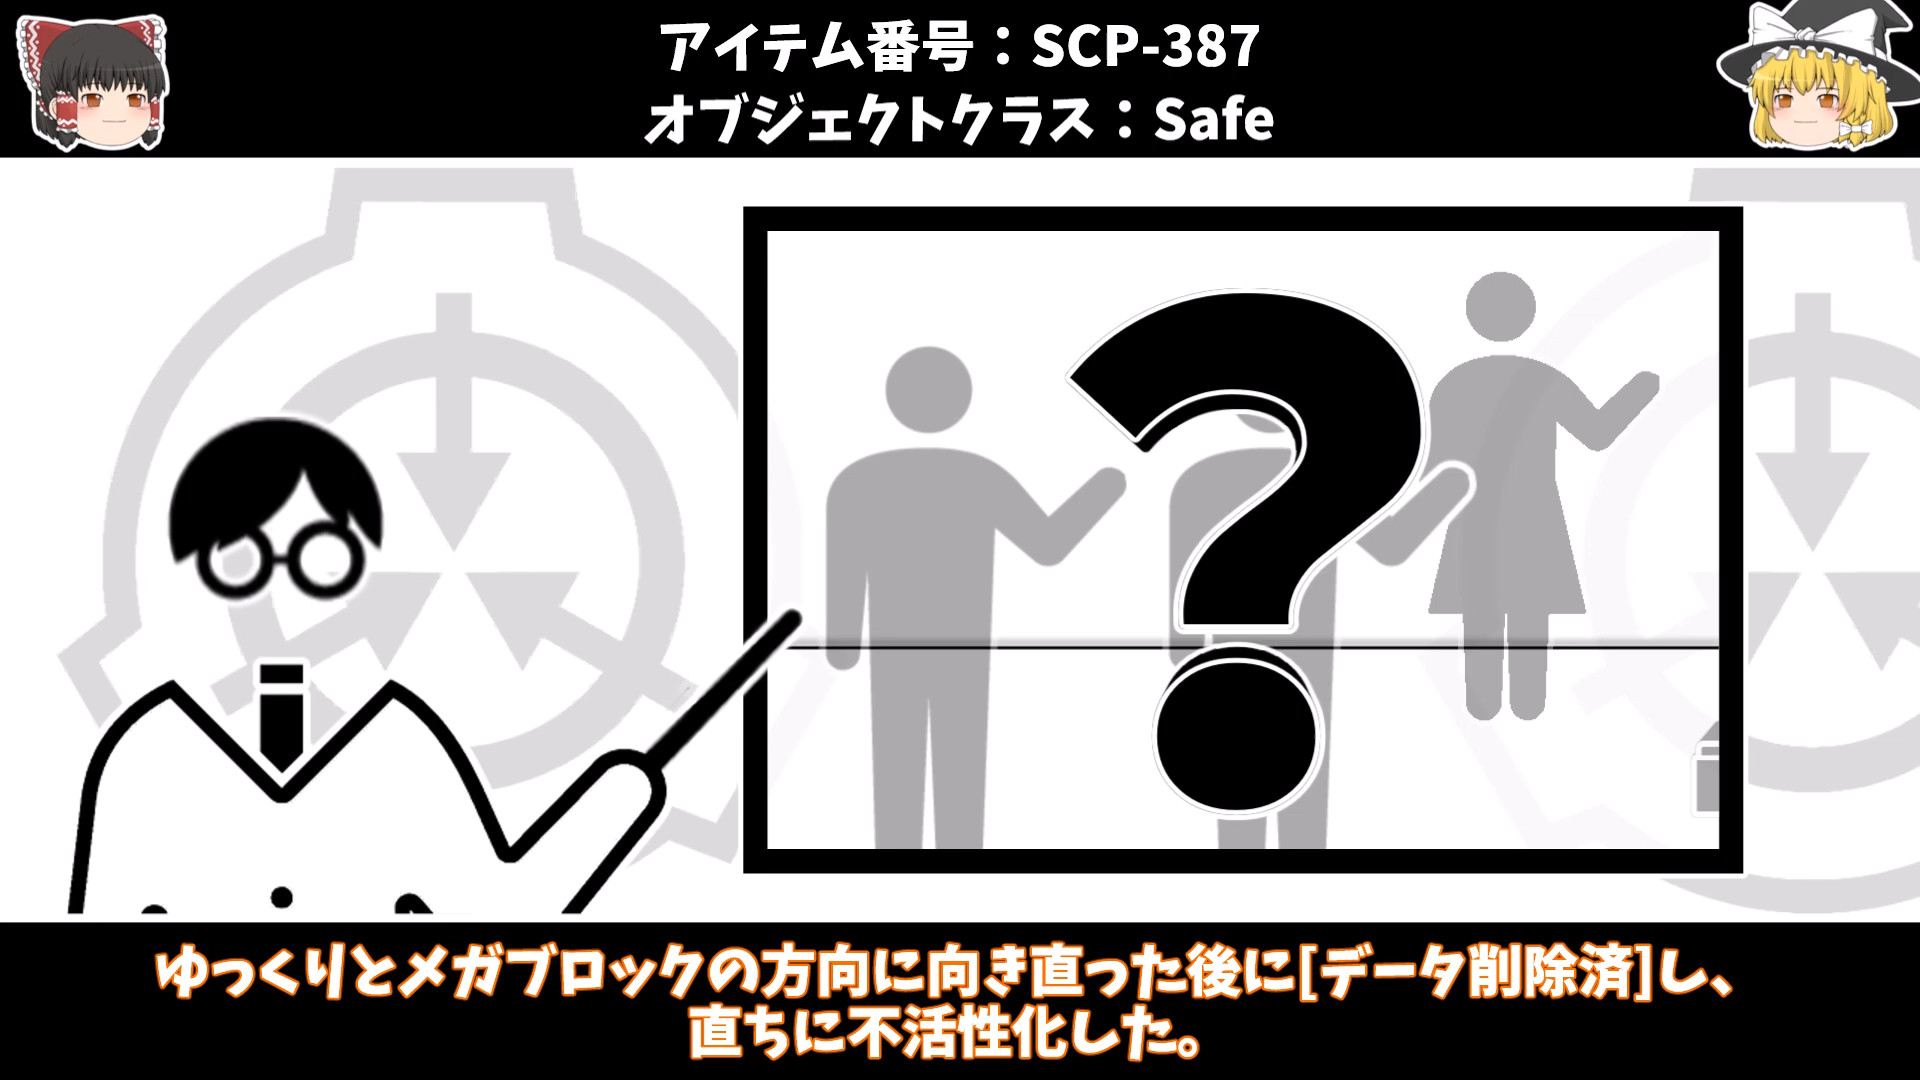 アイテム番号：SCP-387
オブジェクトクラス：Safe
?
ゆっくりとメガブロックの方向に向き直った後に[データ削除済]し、
直ちに不活性化した。